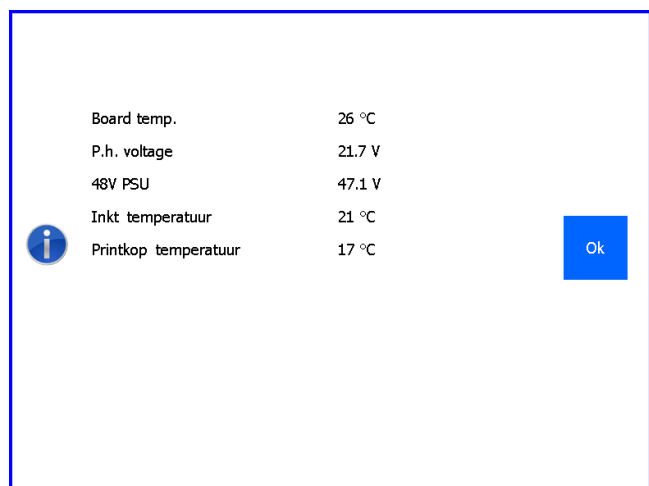 Board temp. 26 °C
P.h. voltage 21.7 V
48V PSU 47.1 V
Inkt temperatuur 21 °C
Printkop temperatuur 17 °C
Ok